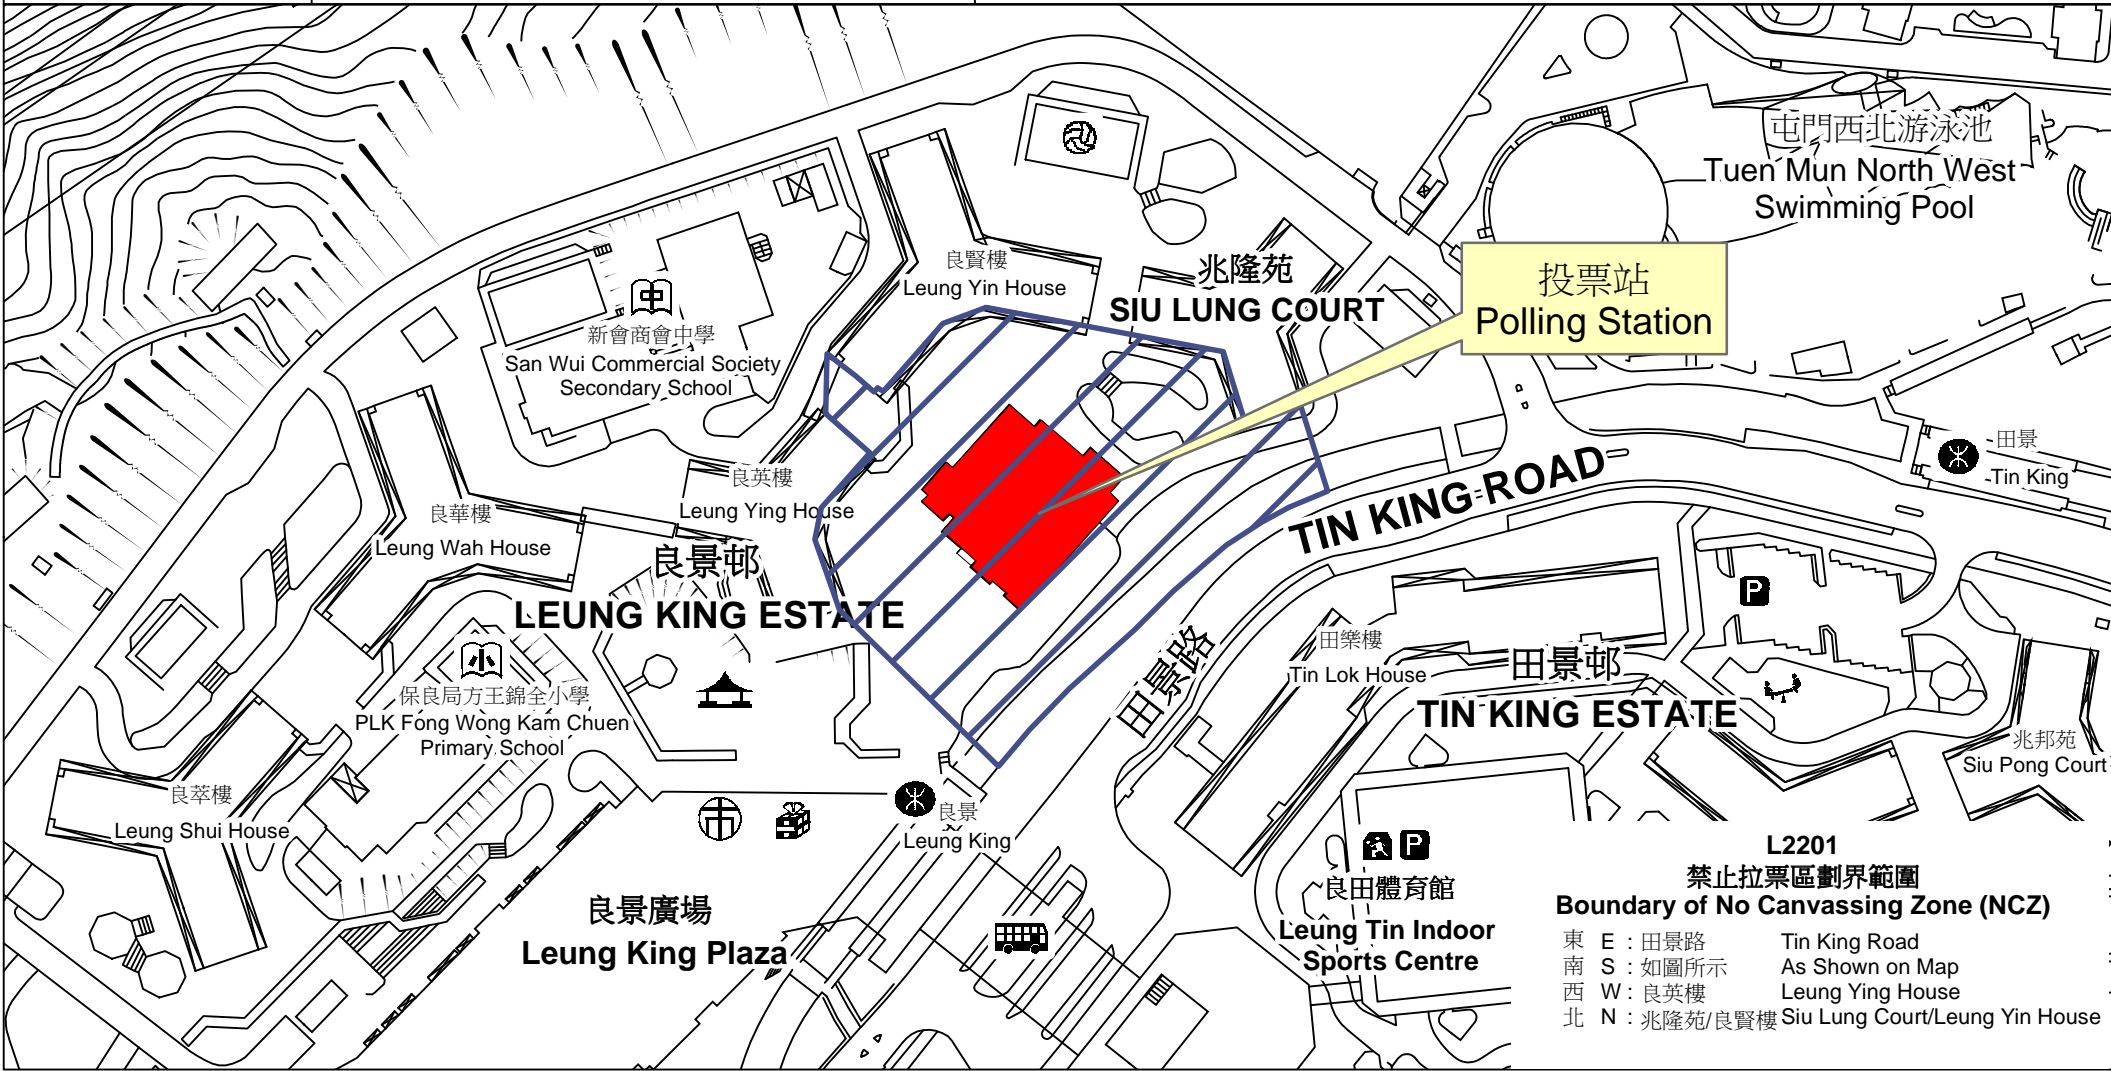 屯門西北游泳池
Tuen Mun North West
Swimming Pool
投票站
Polling Station
兆隆苑
SIU LUNG COURT
良賢樓
Leung Yin House
中
新會商會中學
San Wui Commercial Society
Secondary School
田景
Tin King
TIN KING ROAD
良英樓
Leung Ying House
良華樓
Leung Wah House
良景邨
LEUNG KING ESTATE
P
田景路
田樂樓
Tin Lok House
田景邨
TIN KING ESTATE
小
保良局方王錦全小學
PLK Fong Wong Kam Chuen
Primary School
兆邦苑
Siu Pong Court
良萃樓
Leung Shui House
市
良景
Leung King
P
良田體育館
Leung Tin Indoor
Sports Centre
良景廣場
Leung King Plaza
L2201
禁止拉票區劃界範圍
Boundary of No Canvassing Zone (NCZ)
東 E : 田景路 Tin King Road
南 S : 如圖所示 As Shown on Map
西 W : 良英樓 Leung Ying House
北 N : 兆隆苑/良賢樓 Siu Lung Court/Leung Yin House